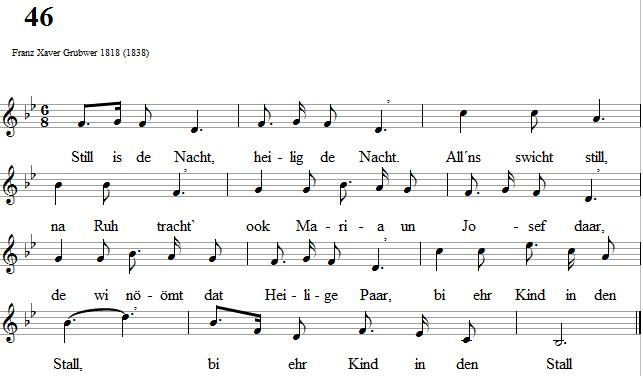 46
Franz Xaver Grubwer 1818 (1838)
6
8
Still is de Nacht, hei - lig de Nacht. All´ns swicht still,
na Ruh tracht' ook Ma - ri - a un Jo - sef daar,
de wi nö - ömt dat Hei - li - ge Paar, bi ehr Kind in den
Stall, bi ehr Kind in den Stall